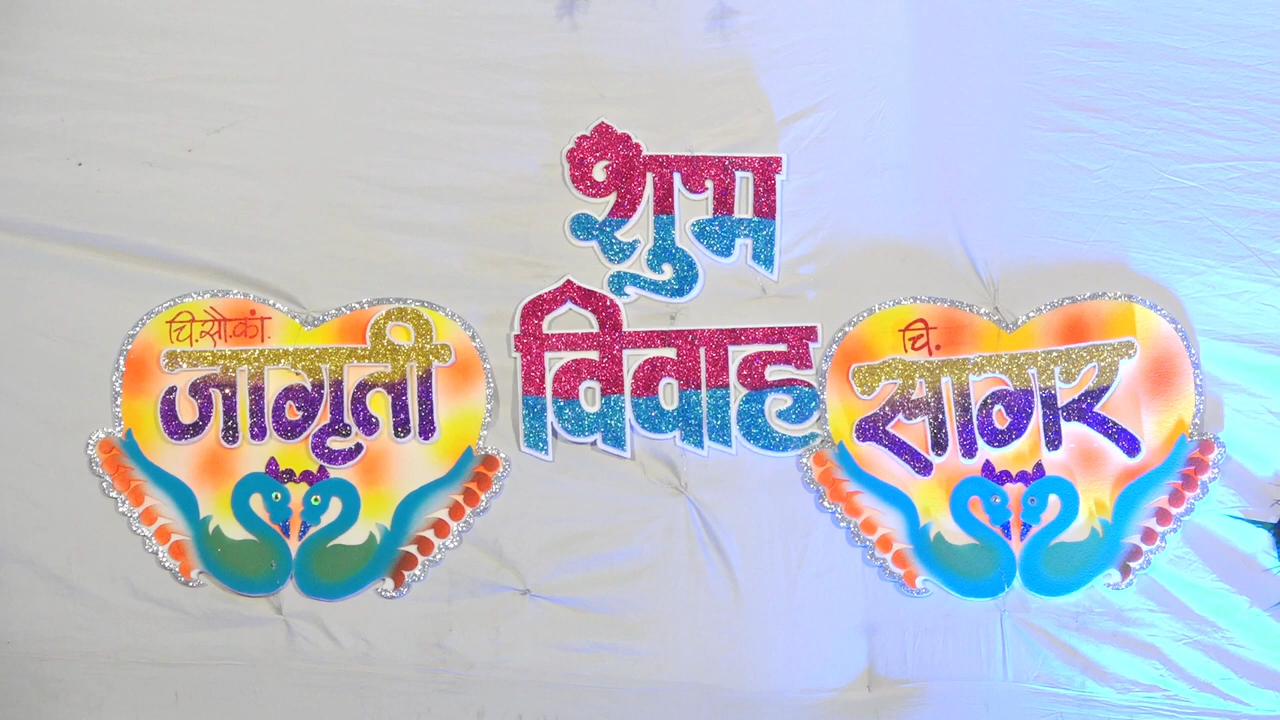 शुभ
विवाह
चि.सौ.कां.
जागृती
चि.
सागर